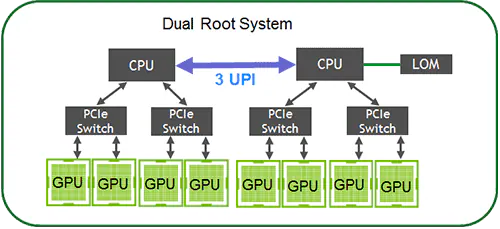 Dual Root System
CPU
3 UPI
CPU
LOM
PCIe
Switch
PCIe
Switch
PCIe
Switch
PCIe
Switch
GPU
GPU
GPU
GPU
GPU
GPU
GPU
GPU